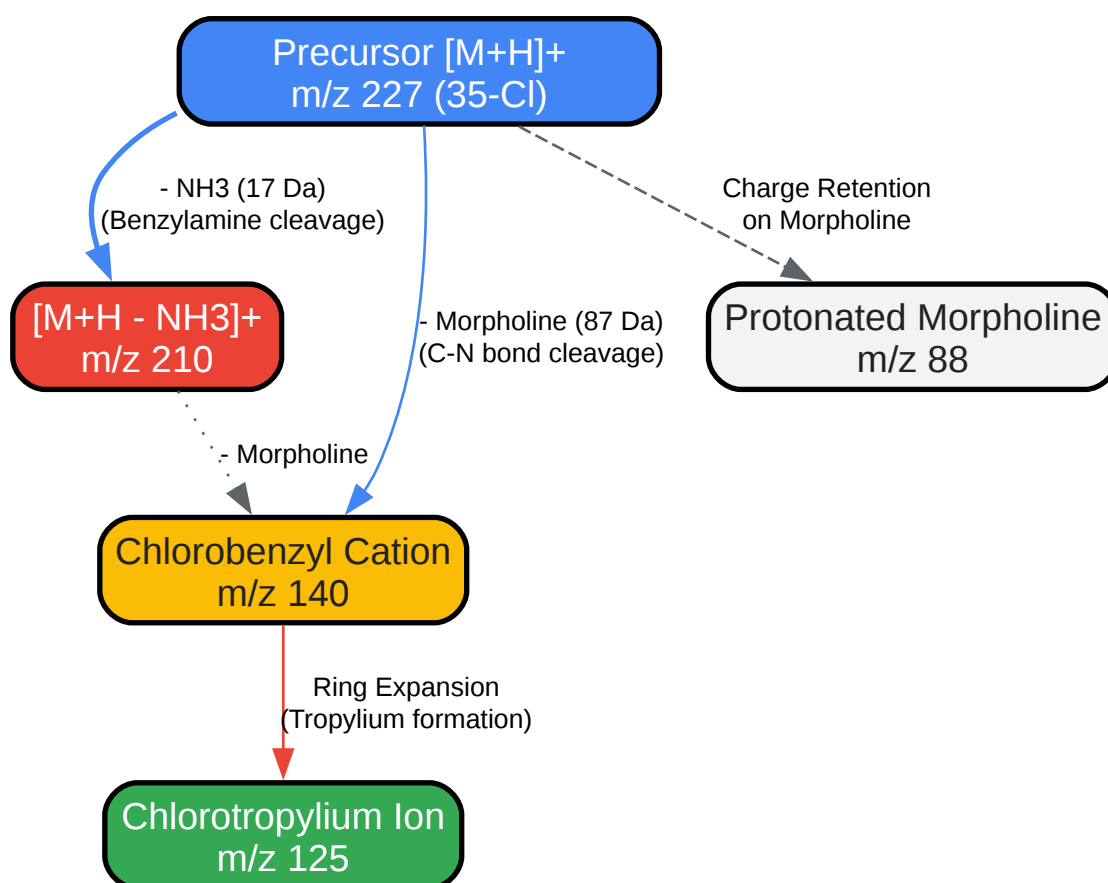 Precursor [M+H]+
m/z 227 (35-Cl)
- NH3 (17 Da)
(Benzylamine cleavage)
Charge Retention
on Morpholine
[M+H - NH3]+
m/z 210
- Morpholine (87 Da)
(C-N bond cleavage)
Protonated Morpholine
m/z 88
- Morpholine
Chlorobenzyl Cation
m/z 140
Ring Expansion
(Tropylium formation)
Chlorotropylium Ion
m/z 125